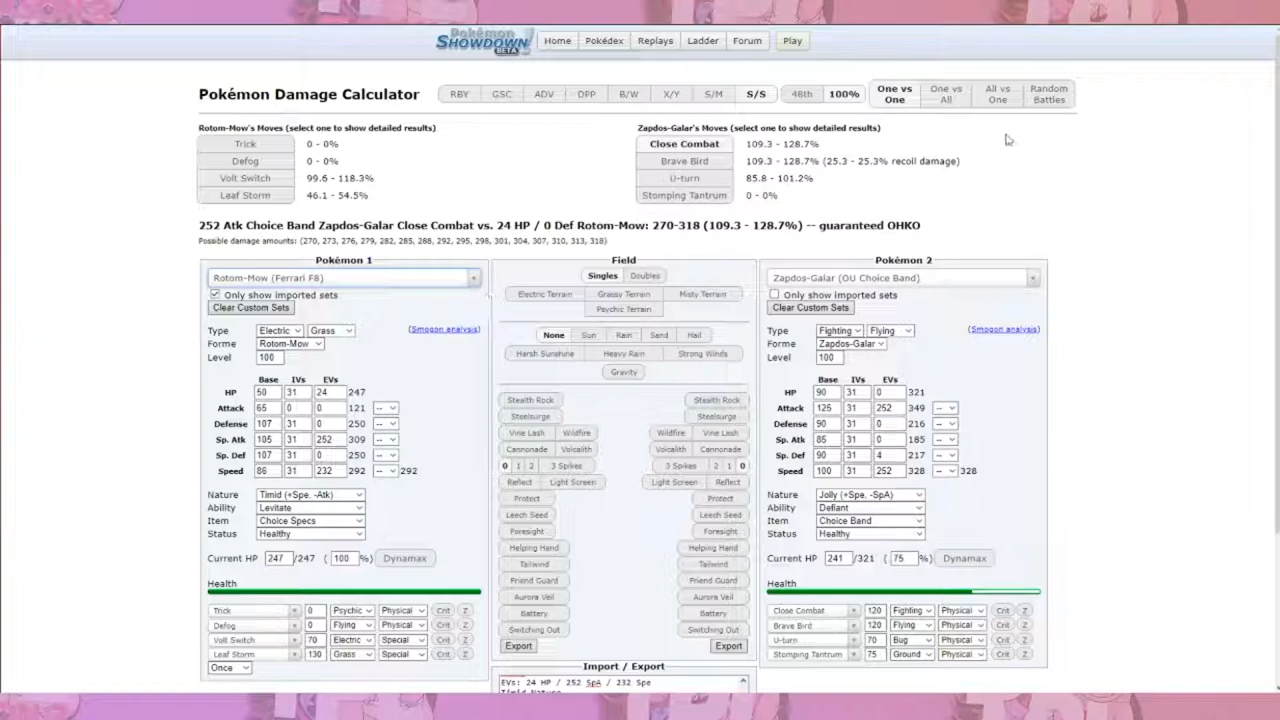 Pokémon
SHOWDOWN!
BETA
Home Pokédex Replays Ladder Forum Play
Pokémon Damage Calculator
RBY GSC ADV DPP B/W X/Y S/M S/S 48th 100% One vs One One vs All All vs One Random Battles
Rotom-Mow's Moves (select one to show detailed results)
Trick 0 - 0%
Defog 0 - 0%
Volt Switch 99.6 - 118.3%
Leaf Storm 46.1 - 54.5%
Zapdos-Galar's Moves (select one to show detailed results)
Close Combat 109.3 - 128.7%
Brave Bird 109.3 - 128.7% (25.3 - 25.3% recoil damage)
U-turn 85.8 - 101.2%
Stomping Tantrum 0 - 0%
252 Atk Choice Band Zapdos-Galar Close Combat vs. 24 HP / 0 Def Rotom-Mow: 270-318 (109.3 - 128.7%) -- guaranteed OHKO
Possible damage amounts: (270, 273, 276, 279, 282, 285, 288, 292, 295, 298, 301, 304, 307, 310, 313, 318)
Pokémon 1
Rotom-Mow (Ferrari F8)
Only show imported sets
Clear Custom Sets
Type Electric Grass (Smogon analysis)
Forme Rotom-Mow
Level 100
Base IVs EVs
HP 50 31 24 247
Attack 65 0 0 121 --
Defense 107 31 0 250 --
Sp. Atk 105 31 252 309 --
Sp. Def 107 31 0 250 --
Speed 86 31 232 292 -- 292
Nature Timid (+Spe, -Atk)
Ability Levitate
Item Choice Specs
Status Healthy
Current HP 247 /247 ( 100 %) Dynamax
Health
Trick 0 Psychic Physical Crit Z
Defog 0 Flying Physical Crit Z
Volt Switch 70 Electric Special Crit Z
Leaf Storm 130 Grass Special Crit Z
Once
Field
Singles Doubles
Electric Terrain Grassy Terrain Misty Terrain
Psychic Terrain
None Sun Rain Sand Hail
Harsh Sunshine Heavy Rain Strong Winds
Gravity
Stealth Rock Stealth Rock
Steelsurge Steelsurge
Vine Lash Wildfire Wildfire Vine Lash
Cannonade Volcalith Volcalith Cannonade
0 1 2 3 Spikes 3 Spikes 2 1 0
Reflect Light Screen Light Screen Reflect
Protect Protect
Leech Seed Leech Seed
Foresight Foresight
Helping Hand Helping Hand
Tailwind Tailwind
Friend Guard Friend Guard
Aurora Veil Aurora Veil
Battery Battery
Switching Out Switching Out
Export Export
Import / Export
EVs: 24 HP / 252 SpA / 232 Spe
Timid Nature
Pokémon 2
Zapdos-Galar (OU Choice Band)
Only show imported sets
Clear Custom Sets
Type Fighting Flying (Smogon analysis)
Forme Zapdos-Galar
Level 100
Base IVs EVs
HP 90 31 0 321
Attack 125 31 252 349 --
Defense 90 31 0 216 --
Sp. Atk 85 31 0 185 --
Sp. Def 90 31 4 217 --
Speed 100 31 252 328 -- 328
Nature Jolly (+Spe, -SpA)
Ability Defiant
Item Choice Band
Status Healthy
Current HP 241 /321 ( 75 %) Dynamax
Health
Close Combat 120 Fighting Physical Crit Z
Brave Bird 120 Flying Physical Crit Z
U-turn 70 Bug Physical Crit Z
Stomping Tantrum 75 Ground Physical Crit Z